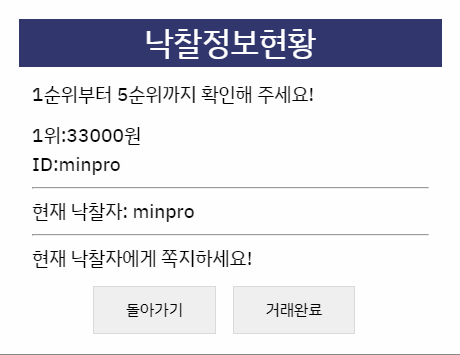 낙찰정보현황
1순위부터 5순위까지 확인해 주세요!
1위:33000원
ID:minpro
현재 낙찰자: minpro
현재 낙찰자에게 쪽지하세요!
돌아가기 거래완료